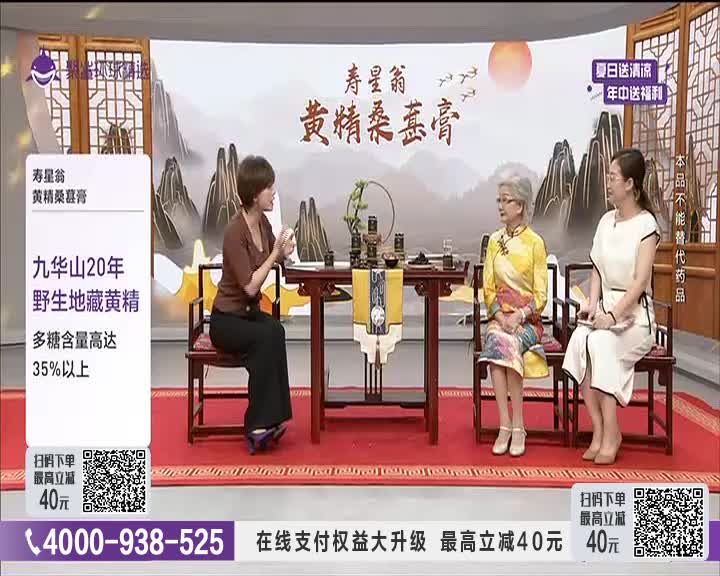 聚鲨环球精选
寿星翁
黄精桑葚膏
夏日送清凉
年中送福利
本品不能替代药品
寿星翁
黄精桑葚膏
九华山20年
野生地藏黄精
多糖含量高达
35%以上
扫码下单
最高立减
40元
扫码下单
最高立减
40元
4000-938-525
在线支付权益大升级 最高立减40元